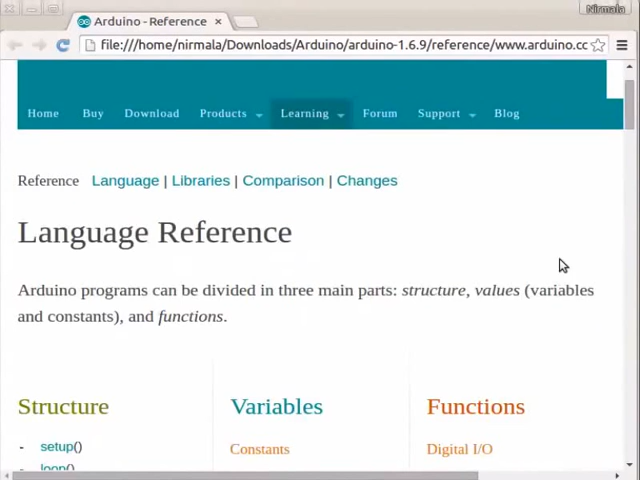 Nirmala
Arduino - Reference ×
file:///home/nirmala/Downloads/Arduino/arduino-1.6.9/reference/www.arduino.cc
Home Buy Download Products Learning Forum Support Blog
Reference Language | Libraries | Comparison | Changes
Language Reference
Arduino programs can be divided in three main parts: structure, values (variables
and constants), and functions.
Structure Variables Functions
- setup() Constants Digital I/O
- loop()